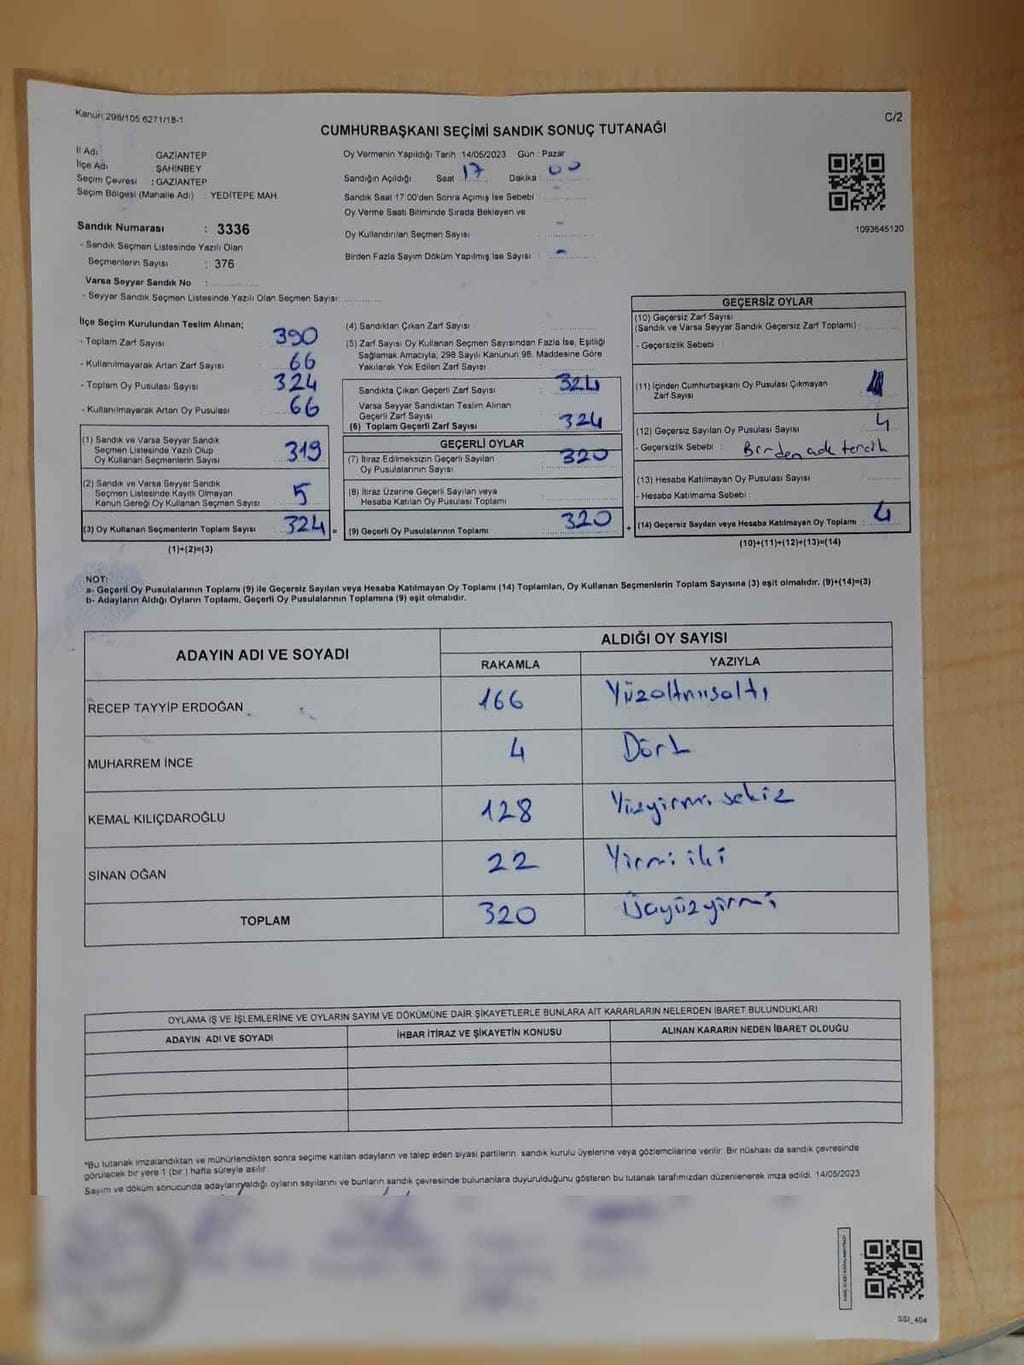 Kanun:298/105,6271/18-1
C/2
CUMHURBAŞKANI SEÇİMİ SANDIK SONUÇ TUTANAĞI
İl Adı : GAZİANTEP
İlçe Adı : ŞAHİNBEY
Seçim Çevresi : GAZİANTEP
Seçim Bölgesi (Mahalle Adı) : YEDİTEPE MAH
Oy Vermenin Yapıldığı Tarih :14/05/2023 Gün : Pazar
Sandığın Açıldığı Saat 17 Dakika : 00
Sandık Saat 17:00'den Sonra Açımış İse Sebebi :
Oy Verme Saati Bitiminde Sırada Bekleyen ve
Oy Kullandırılan Seçmen Sayısı : -
Birden Fazla Sayım Döküm Yapılmış İse Sayısı : -
1093645120
Sandık Numarası : 3336
- Sandık Seçmen Listesinde Yazılı Olan
Seçmenlerin Sayısı : 376
Varsa Seyyar Sandık No :
- Seyyar Sandık Seçmen Listesinde Yazılı Olan Seçmen Sayısı:
İlçe Seçim Kurulundan Teslim Alınan;
- Toplam Zarf Sayısı : 390
- Kullanılmayarak Artan Zarf Sayısı : 66
- Toplam Oy Pusulası Sayısı : 324
- Kullanılmayarak Artan Oy Pusulası : 66
(1) Sandık ve Varsa Seyyar Sandık
Seçmen Listesinde Yazılı Olup
Oy Kullanan Seçmenlerin Sayısı : 319
(2) Sandık ve Varsa Seyyar Sandık
Seçmen Listesinde Kayıtlı Olmayan
Kanun Gereği Oy Kullanan Seçmen Sayısı : 5
(3) Oy Kullanan Seçmenlerin Toplam Sayısı : 324 =
(1)+(2)=(3)
(4) Sandıktan Çıkan Zarf Sayısı :
(5) Zarf Sayısı Oy Kullanan Seçmen Sayısından Fazla İse, Eşitliği
Sağlamak Amacıyla, 298 Sayılı Kanunun 98. Maddesine Göre
Yakılarak Yok Edilen Zarf Sayısı :
Sandıkta Çıkan Geçerli Zarf Sayısı : 324
Varsa Seyyar Sandıktan Teslim Alınan
Geçerli Zarf Sayısı :
(6) Toplam Geçerli Zarf Sayısı : 324
GEÇERLİ OYLAR
(7) İtiraz Edilmeksizin Geçerli Sayılan
Oy Pusulalarının Sayısı : 320
(8) İtiraz Üzerine Geçerli Sayılan veya
Hesaba Katılan Oy Pusulası Toplamı :
(9) Geçerli Oy Pusulalarının Toplamı : 320 +
GEÇERSİZ OYLAR
(10) Geçersiz Zarf Sayısı
(Sandık ve Varsa Seyyar Sandık Geçersiz Zarf Toplamı) :
- Geçersizlik Sebebi :
(11) İçinden Cumhurbaşkanı Oy Pusulası Çıkmayan
Zarf Sayısı :
(12) Geçersiz Sayılan Oy Pusulası Sayısı : 4
- Geçersizlik Sebebi : Birden çok tercih
(13) Hesaba Katılmayan Oy Pusulası Sayısı :
- Hesaba Katılmama Sebebi :
(14) Geçersiz Sayılan veya Hesaba Katılmayan Oy Toplamı : 4
(10)+(11)+(12)+(13)=(14)
NOT:
a- Geçerli Oy Pusulalarının Toplamı (9) ile Geçersiz Sayılan veya Hesaba Katılmayan Oy Toplamı (14) Toplamları, Oy Kullanan Seçmenlerin Toplam Sayısına (3) eşit olmalıdır. (9)+(14)=(3)
b- Adayların Aldığı Oyların Toplamı, Geçerli Oy Pusulalarının Toplamına (9) eşit olmalıdır.
ADAYIN ADI VE SOYADI
ALDIĞI OY SAYISI
RAKAMLA YAZIYLA
RECEP TAYYİP ERDOĞAN 166 Yüzaltmışaltı
MUHARREM İNCE 4 Dört
KEMAL KILIÇDAROĞLU 128 Yüzyirmi sekiz
SİNAN OĞAN 22 Yirmi iki
TOPLAM 320 Üçyüzyirmi
OYLAMA İŞ VE İŞLEMLERİNE VE OYLARIN SAYIM VE DÖKÜMÜNE DAİR ŞİKAYETLERLE BUNLARA AİT KARARLARIN NELERDEN İBARET BULUNDUKLARI
ADAYIN ADI VE SOYADI İHBAR İTİRAZ VE ŞİKAYETİN KONUSU ALINAN KARARIN NEDEN İBARET OLDUĞU
*Bu tutanak imzalandıktan ve mühürlendikten sonra seçime katılan adayların ve talep eden siyasi partilerin sandık kurulu üyelerine veya gözlemcilerine verilir. Bir nüshası da sandık çevresinde
görülecek bir yere 1 (bir ) hafta süreyle asılır.
Sayım ve döküm sonucunda adayların aldığı oyların sayılarını ve bunların sandık çevresinde bulunanlara duyurulduğunu gösteren bu tutanak tarafımızdan düzenlenerek imza edildi. 14/05/2023
SSI_404